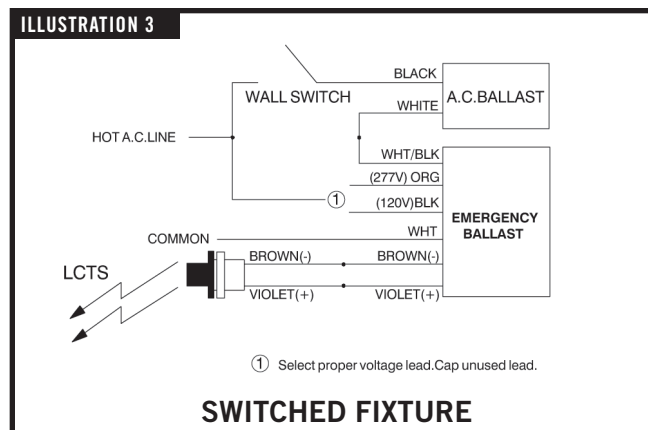 ILLUSTRATION 3
BLACK
WALL SWITCH
A.C.BALLAST
WHITE
HOT A.C.LINE
WHT/BLK
(277V) ORG
①
(120V)BLK
EMERGENCY
BALLAST
WHT
COMMON
BROWN(-)
BROWN(-)
LCTS
VIOLET(+)
VIOLET(+)
① Select proper voltage lead.Cap unused lead.
SWITCHED FIXTURE